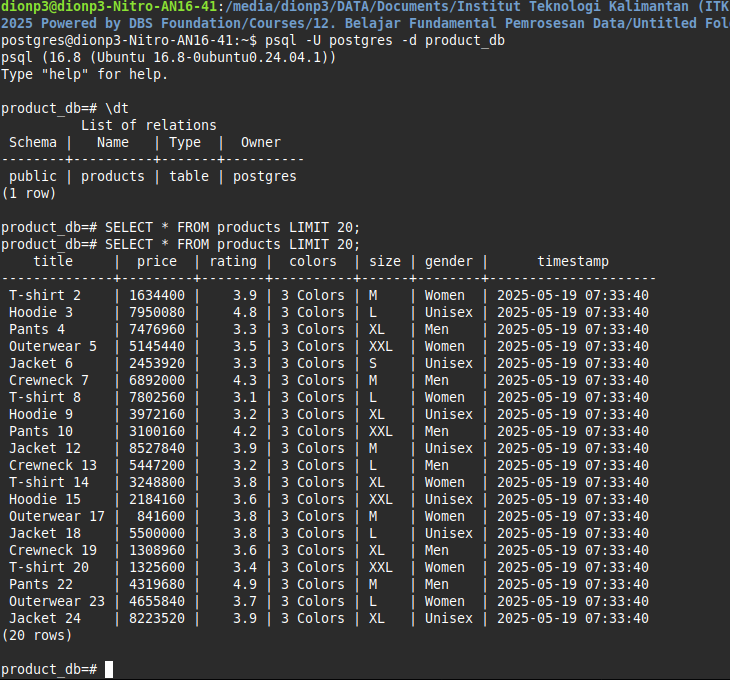 dionp3@dionp3-Nitro-AN16-41:/media/dionp3/DATA/Documents/Institut Teknologi Kalimantan (ITK
2025 Powered by DBS Foundation/Courses/12. Belajar Fundamental Pemrosesan Data/Untitled Fol
postgres@dionp3-Nitro-AN16-41:~$ psql -U postgres -d product_db
psql (16.8 (Ubuntu 16.8-0ubuntu0.24.04.1))
Type "help" for help.

product_db=# \dt
          List of relations
 Schema |   Name   | Type  |  Owner
--------+----------+-------+----------
 public | products | table | postgres
(1 row)

product_db=# SELECT * FROM products LIMIT 20;
product_db=# SELECT * FROM products LIMIT 20;
    title     |  price  | rating |  colors  | size | gender |      timestamp
--------------+---------+--------+----------+------+--------+---------------------
 T-shirt 2    | 1634400 |    3.9 | 3 Colors | M    | Women  | 2025-05-19 07:33:40
 Hoodie 3     | 7950080 |    4.8 | 3 Colors | L    | Unisex | 2025-05-19 07:33:40
 Pants 4      | 7476960 |    3.3 | 3 Colors | XL   | Men    | 2025-05-19 07:33:40
 Outerwear 5  | 5145440 |    3.5 | 3 Colors | XXL  | Women  | 2025-05-19 07:33:40
 Jacket 6     | 2453920 |    3.3 | 3 Colors | S    | Unisex | 2025-05-19 07:33:40
 Crewneck 7   | 6892000 |    4.3 | 3 Colors | M    | Men    | 2025-05-19 07:33:40
 T-shirt 8    | 7802560 |    3.1 | 3 Colors | L    | Women  | 2025-05-19 07:33:40
 Hoodie 9     | 3972160 |    3.2 | 3 Colors | XL   | Unisex | 2025-05-19 07:33:40
 Pants 10     | 3100160 |    4.2 | 3 Colors | XXL  | Men    | 2025-05-19 07:33:40
 Jacket 12    | 8527840 |    3.9 | 3 Colors | M    | Unisex | 2025-05-19 07:33:40
 Crewneck 13  | 5447200 |    3.2 | 3 Colors | L    | Men    | 2025-05-19 07:33:40
 T-shirt 14   | 3248800 |    3.8 | 3 Colors | XL   | Women  | 2025-05-19 07:33:40
 Hoodie 15    | 2184160 |    3.6 | 3 Colors | XXL  | Unisex | 2025-05-19 07:33:40
 Outerwear 17 |  841600 |    3.8 | 3 Colors | M    | Women  | 2025-05-19 07:33:40
 Jacket 18    | 5500000 |    3.8 | 3 Colors | L    | Unisex | 2025-05-19 07:33:40
 Crewneck 19  | 1308960 |    3.6 | 3 Colors | XL   | Men    | 2025-05-19 07:33:40
 T-shirt 20   | 1325600 |    3.4 | 3 Colors | XXL  | Women  | 2025-05-19 07:33:40
 Pants 22     | 4319680 |    4.9 | 3 Colors | M    | Men    | 2025-05-19 07:33:40
 Outerwear 23 | 4655840 |    3.7 | 3 Colors | L    | Women  | 2025-05-19 07:33:40
 Jacket 24    | 8223520 |    3.9 | 3 Colors | XL   | Unisex | 2025-05-19 07:33:40
(20 rows)

product_db=#